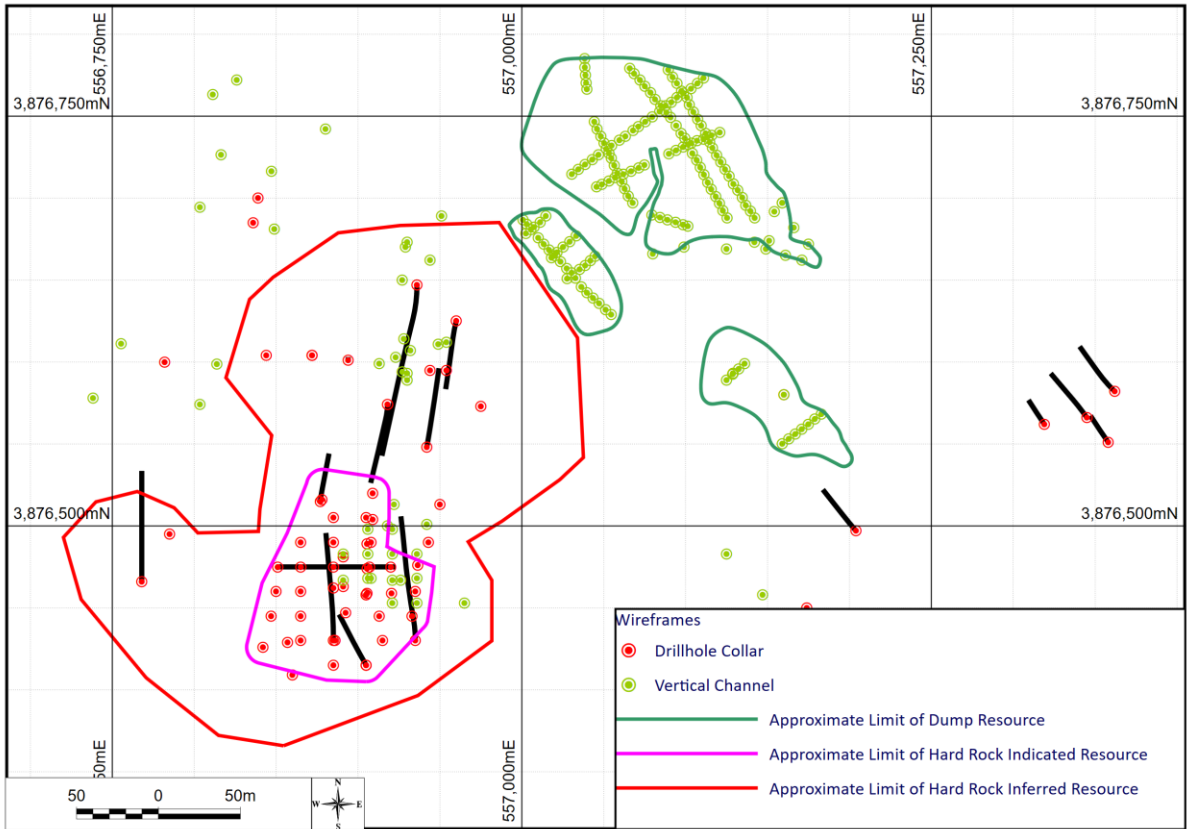 556,750mE
557,000mE
557,250mE
3,876,750mN
3,876,750mN
3,876,500mN
3,876,500mN
50mE
557,000mE
Wireframes
Drillhole Collar
Vertical Channel
Approximate Limit of Dump Resource
Approximate Limit of Hard Rock Indicated Resource
Approximate Limit of Hard Rock Inferred Resource
50 0 50m
N
W E
S